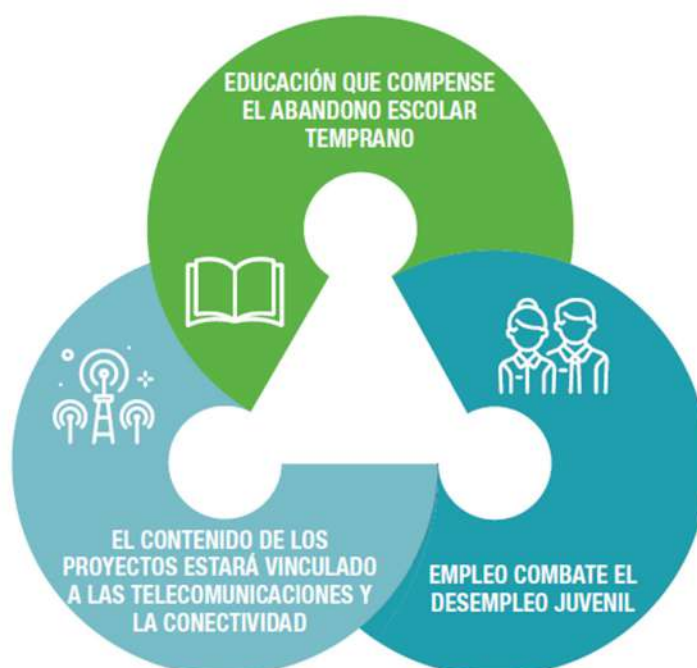 EDUCACIÓN QUE COMPENSE
EL ABANDONO ESCOLAR
TEMPRANO
EL CONTENIDO DE LOS
PROYECTOS ESTARÁ VINCULADO
A LAS TELECOMUNICACIONES Y
LA CONECTIVIDAD
EMPLEO COMBATE EL
DESEMPLEO JUVENIL